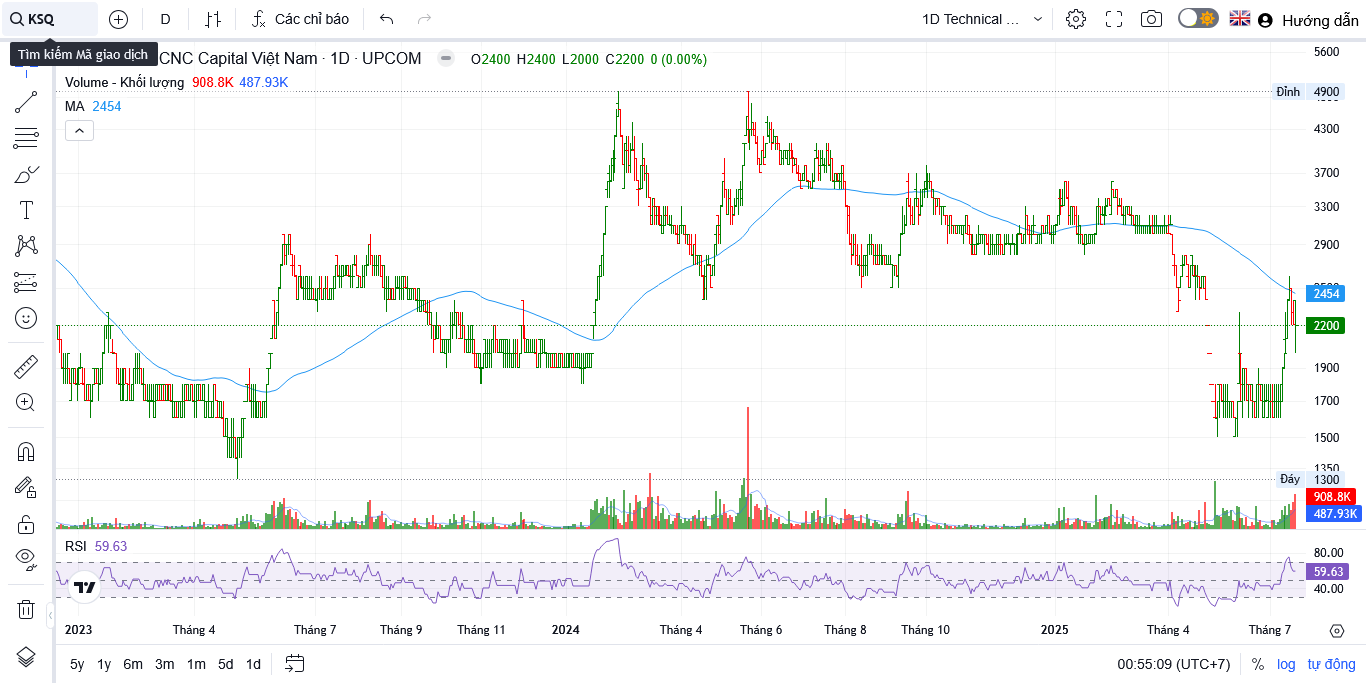 KSQ D Các chỉ báo 1D Technical ... Hướng dẫn
Tìm kiếm Mã giao dịch
CNC Capital Việt Nam · 1D · UPCOM O2400 H2400 L2000 C2200 0 (0.00%)
Volume - Khối lượng 908.8K 487.93K
MA 2454
5600
Đỉnh 4900
4300
3700
3300
2900
2454
2200
1900
1700
1500
1350
Đáy 1300
908.8K
487.93K
RSI 59.63
80.00
59.63
40.00
2023 Tháng 4 Tháng 7 Tháng 9 Tháng 11 2024 Tháng 4 Tháng 6 Tháng 8 Tháng 10 2025 Tháng 4 Tháng 7
5y 1y 6m 3m 1m 5d 1d 00:55:09 (UTC+7) % log tự động